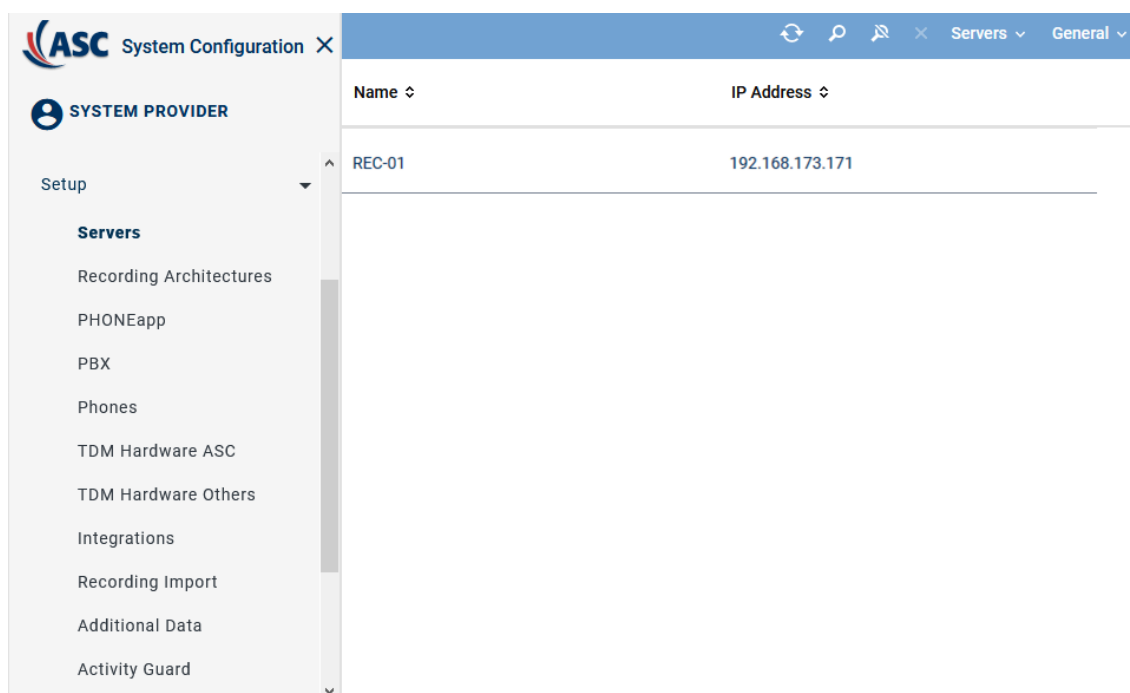 ASC System Configuration
Servers General
SYSTEM PROVIDER
Name IP Address
REC-01 192.168.173.171
Setup
Servers
Recording Architectures
PHONEapp
PBX
Phones
TDM Hardware ASC
TDM Hardware Others
Integrations
Recording Import
Additional Data
Activity Guard